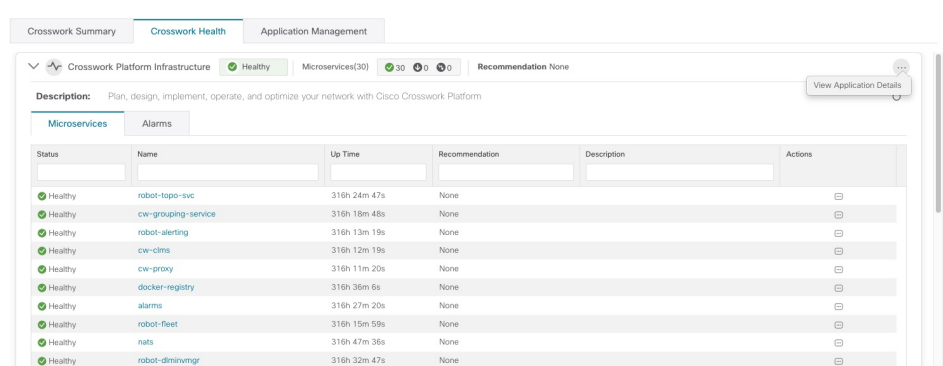 Crosswork Summary Crosswork Health Application Management
Crosswork Platform Infrastructure Healthy Microservices(30) 30 0 0 Recommendation None
View Application Details
Description: Plan, design, implement, operate, and optimize your network with Cisco Crosswork Platform
Microservices Alarms
Status Name Up Time Recommendation Description Actions
Healthy robot-topo-svc 316h 24m 47s None
Healthy cw-grouping-service 316h 18m 48s None
Healthy robot-alerting 316h 13m 19s None
Healthy cw-clms 316h 12m 19s None
Healthy cw-proxy 316h 11m 20s None
Healthy docker-registry 316h 36m 6s None
Healthy alarms 316h 27m 20s None
Healthy robot-fleet 316h 15m 59s None
Healthy nats 316h 47m 36s None
Healthy robot-dlminvmgr 316h 32m 47s None